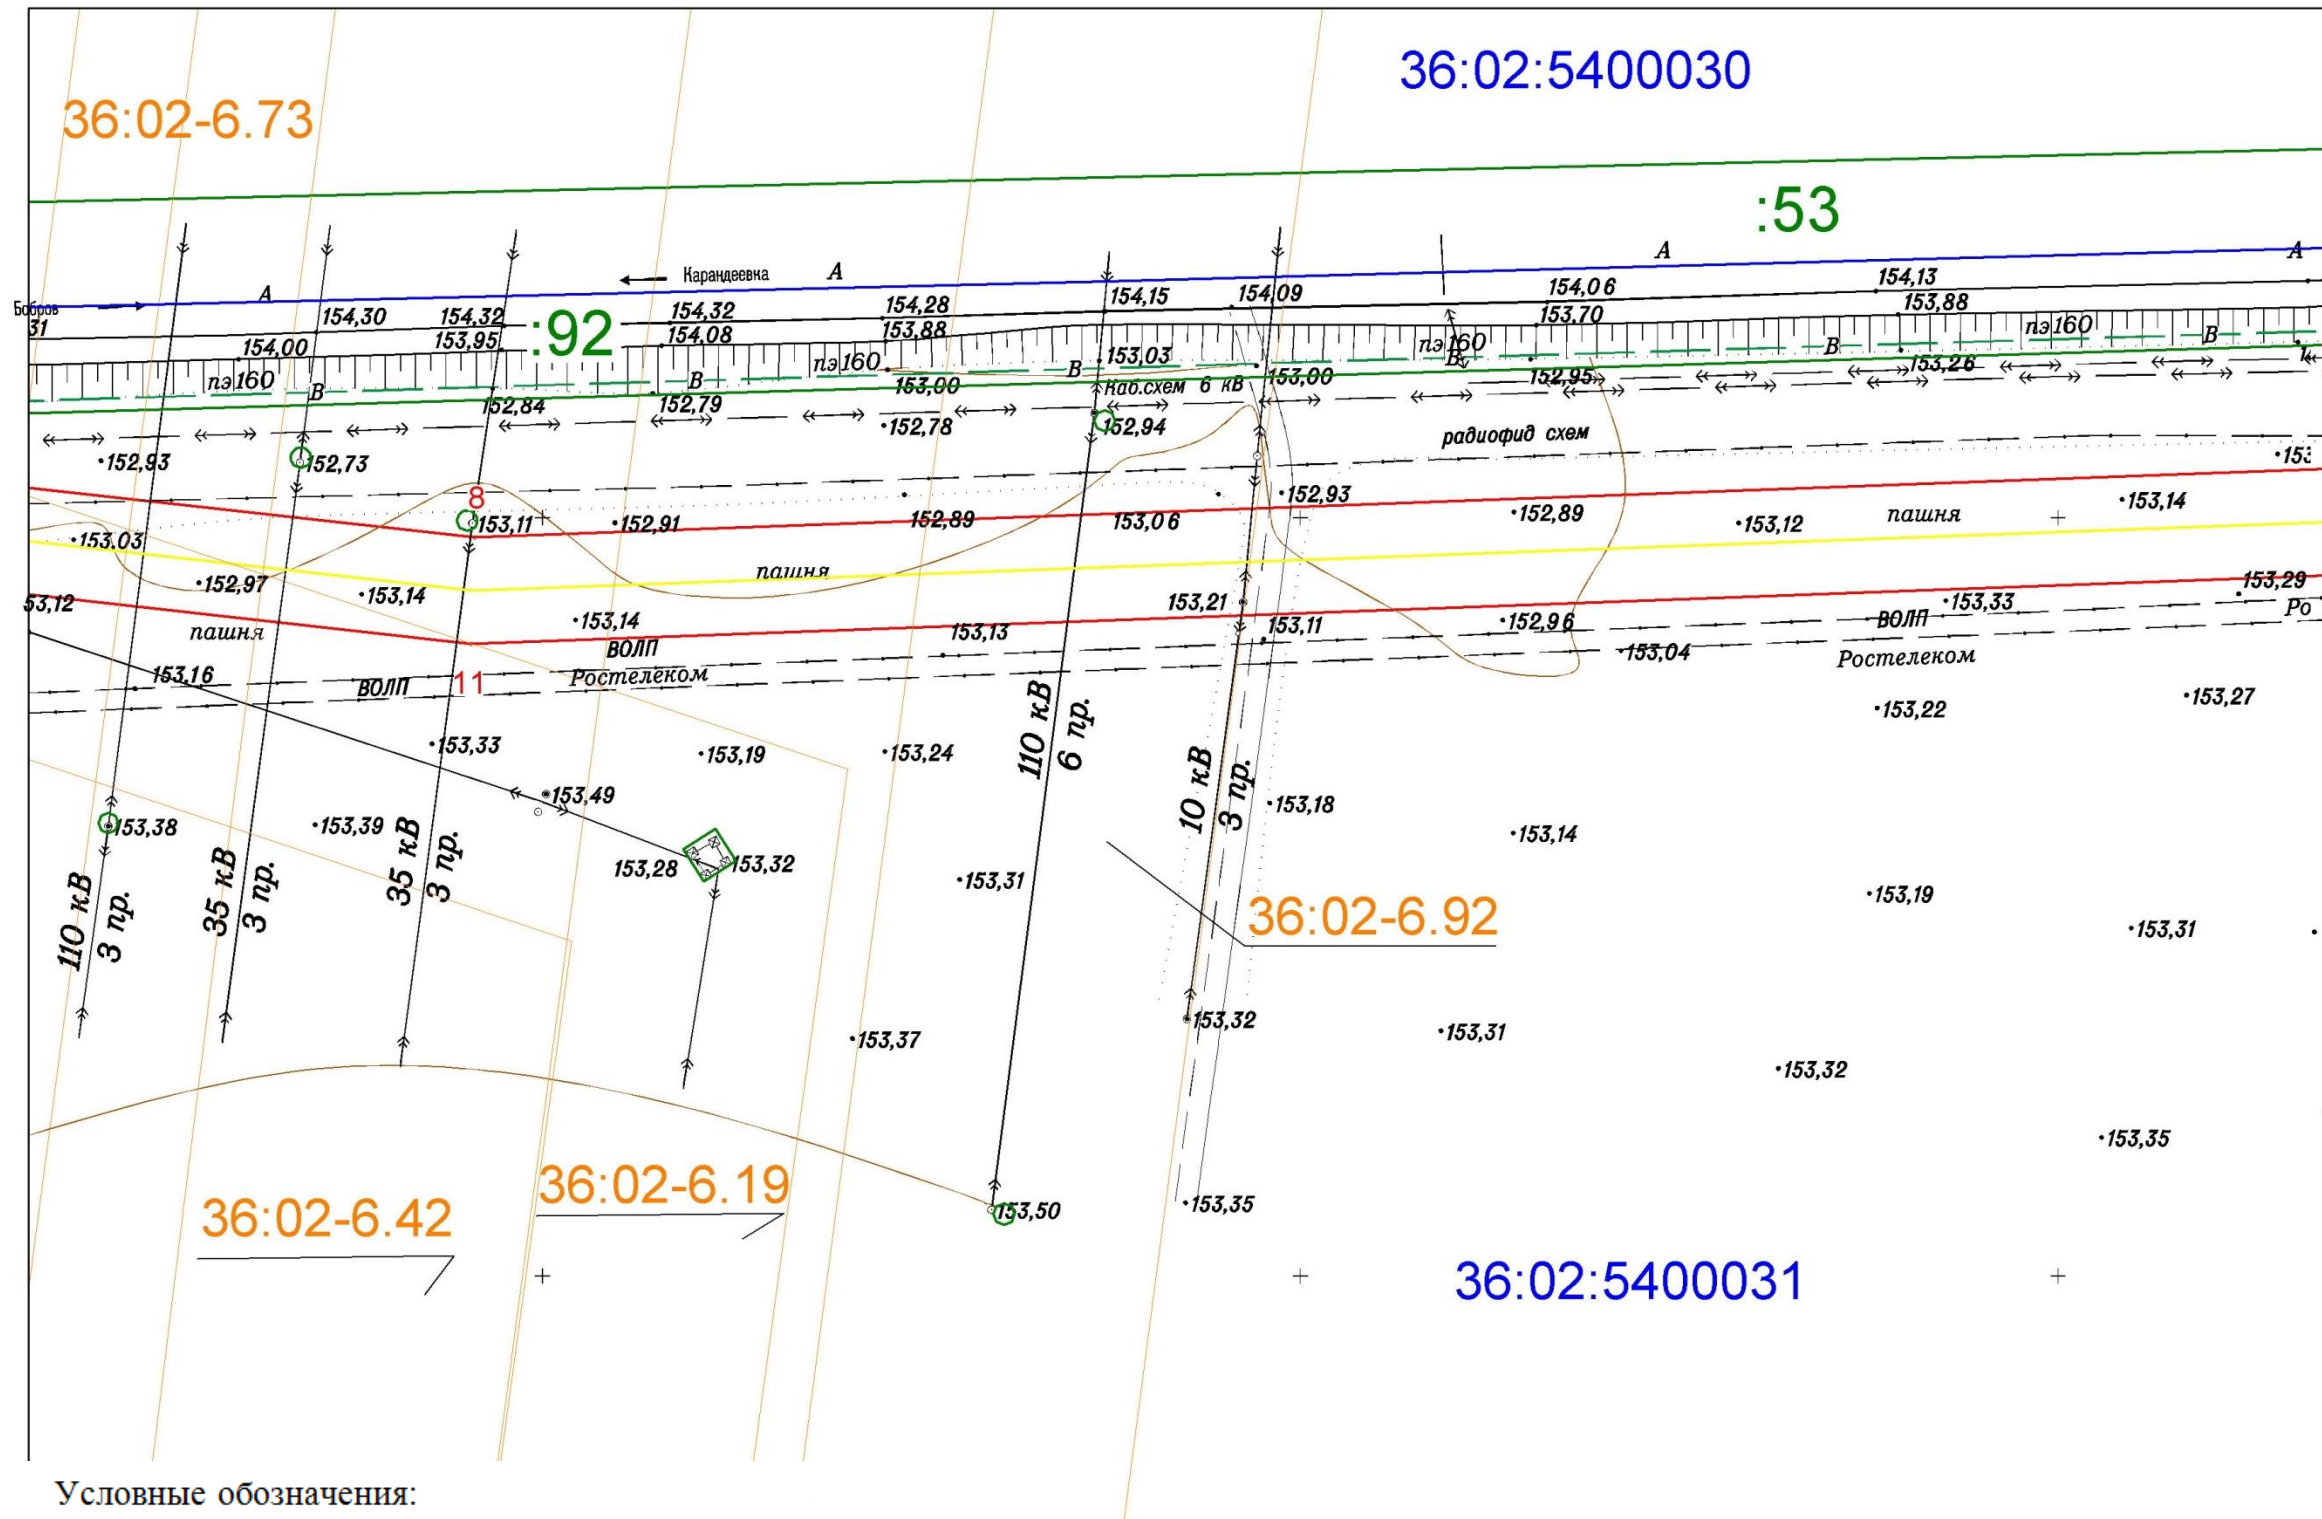 36:02:5400030
36:02-6.73
:53
А
Карандеевка
А
А
А
Бобров
31
154,30
154,32
154,32
154,28
154,15
154,09
154,06
154,13
153,88
154,00
153,95
:92
154,08
153,88
153,03
153,70
пэ160
пэ160
пэ160
пэ160
В
В
В
В
В
В
153,00
Каб.схем 6 кВ
153,00
152,95
153,26
152,84
152,79
152,78
152,94
радиофид схем
152,93
152,73
8
152,93
153,14
153,11
152,91
152,89
153,06
152,89
153,12
пашня
153,03
152,97
153,14
пашня
153,29
53,12
153,21
153,33
Ро
пашня
153,14
153,13
153,11
152,96
ВОЛП
ВОЛП
153,04
Ростелеком
153,16
ВОЛП
11
Ростелеком
153,22
153,27
153,33
153,19
153,24
110 кВ
6 пр.
10 кВ
3 пр.
153,49
153,18
153,38
153,39
153,14
153,28
153,32
153,31
153,19
110 кВ
3 пр.
35 кВ
3 пр.
35 кВ
3 пр.
36:02-6.92
153,31
153,37
153,32
153,31
153,32
153,35
36:02-6.42
36:02-6.19
153,50
153,35
36:02:5400031
Условные обозначения: